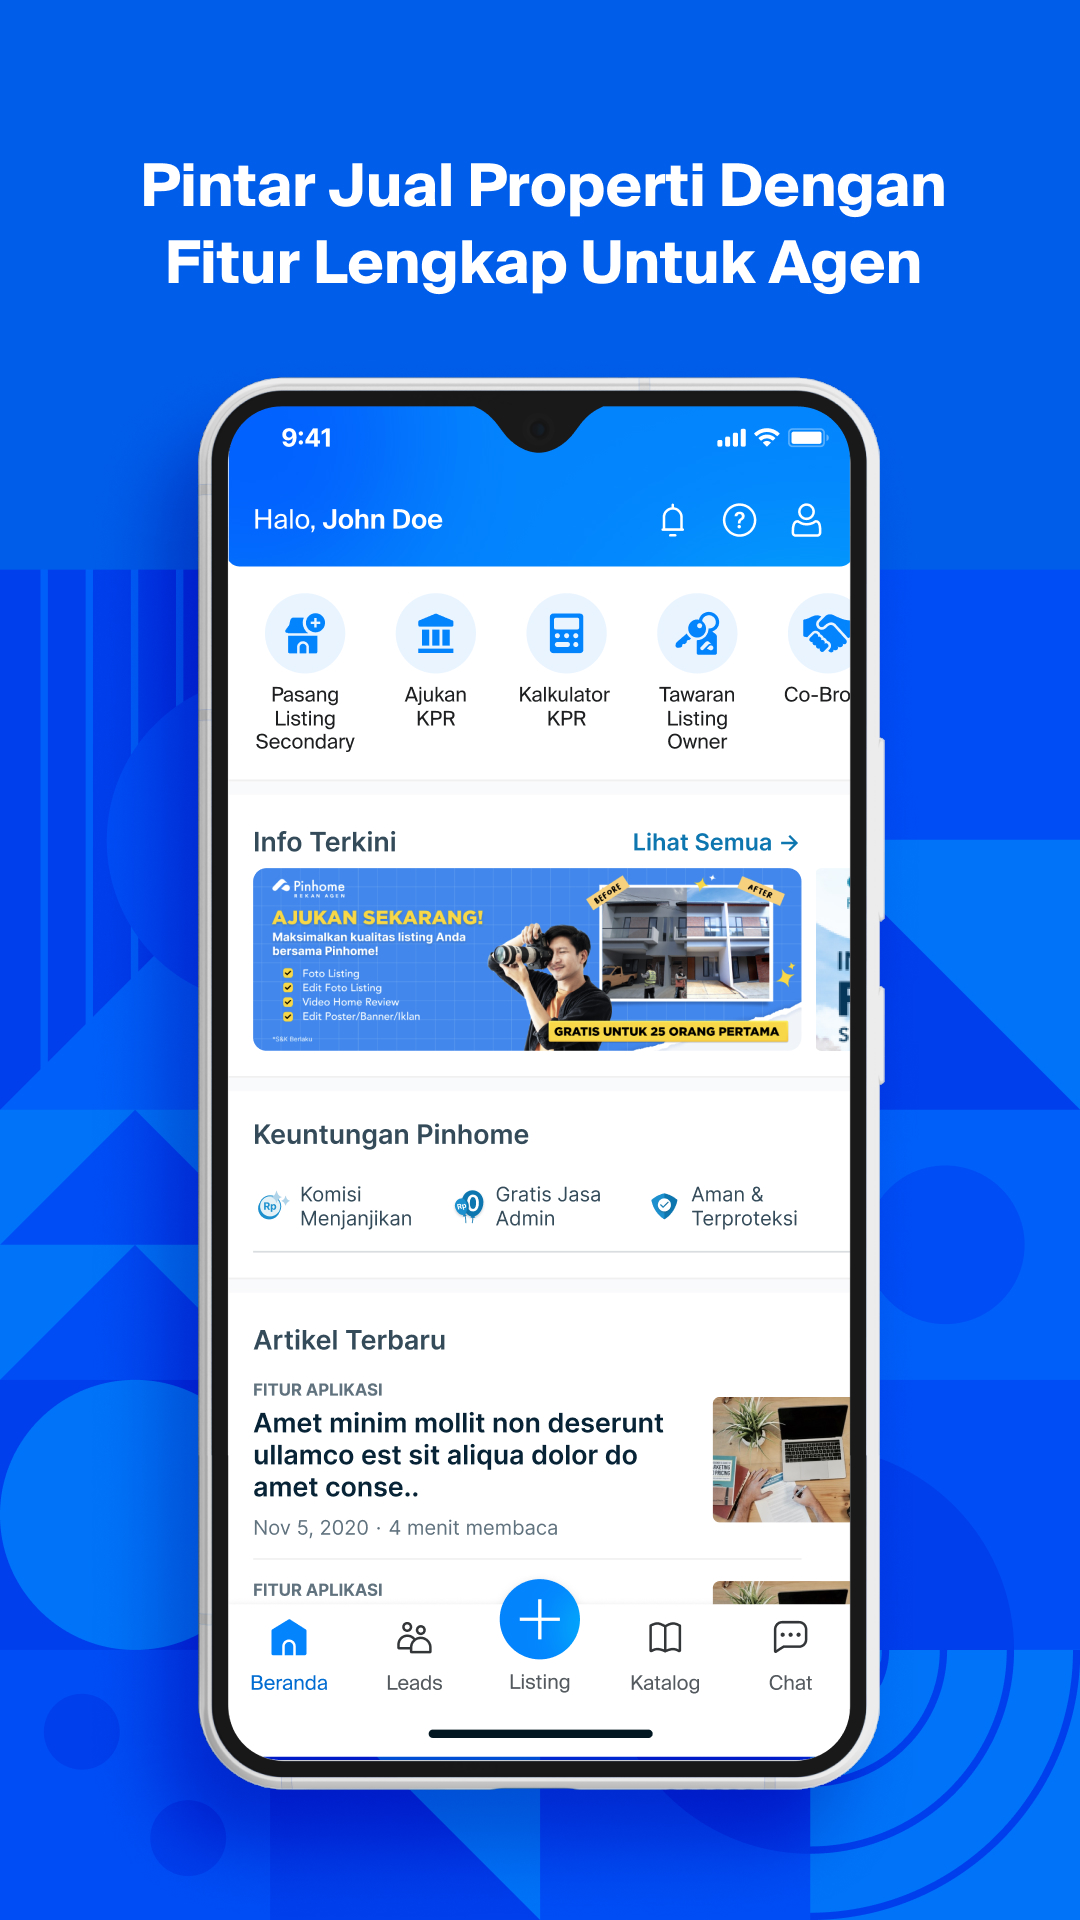 Pintar Jual Properti Dengan
Fitur Lengkap Untuk Agen
9:41
Halo, John Doe
Pasang
Listing
Secondary
Ajukan
KPR
Kalkulator
KPR
Tawaran
Listing
Owner
Co-Bro
Info Terkini
Lihat Semua →
Pinhome
REKAN AGEN
AJUKAN SEKARANG!
Maksimalkan kualitas listing Anda
bersama Pinhome!
Foto Listing
Edit Foto Listing
Video Home Review
Edit Poster/Banner/Iklan
*S&K Berlaku
BEFORE
AFTER
GRATIS UNTUK 25 ORANG PERTAMA
Keuntungan Pinhome
Rp
Komisi
Menjanjikan
Rp0
Gratis Jasa
Admin
Aman &
Terproteksi
Artikel Terbaru
FITUR APLIKASI
Amet minim mollit non deserunt
ullamco est sit aliqua dolor do
amet conse..
Nov 5, 2020 · 4 menit membaca
FITUR APLIKASI
Beranda
Leads
Listing
Katalog
Chat